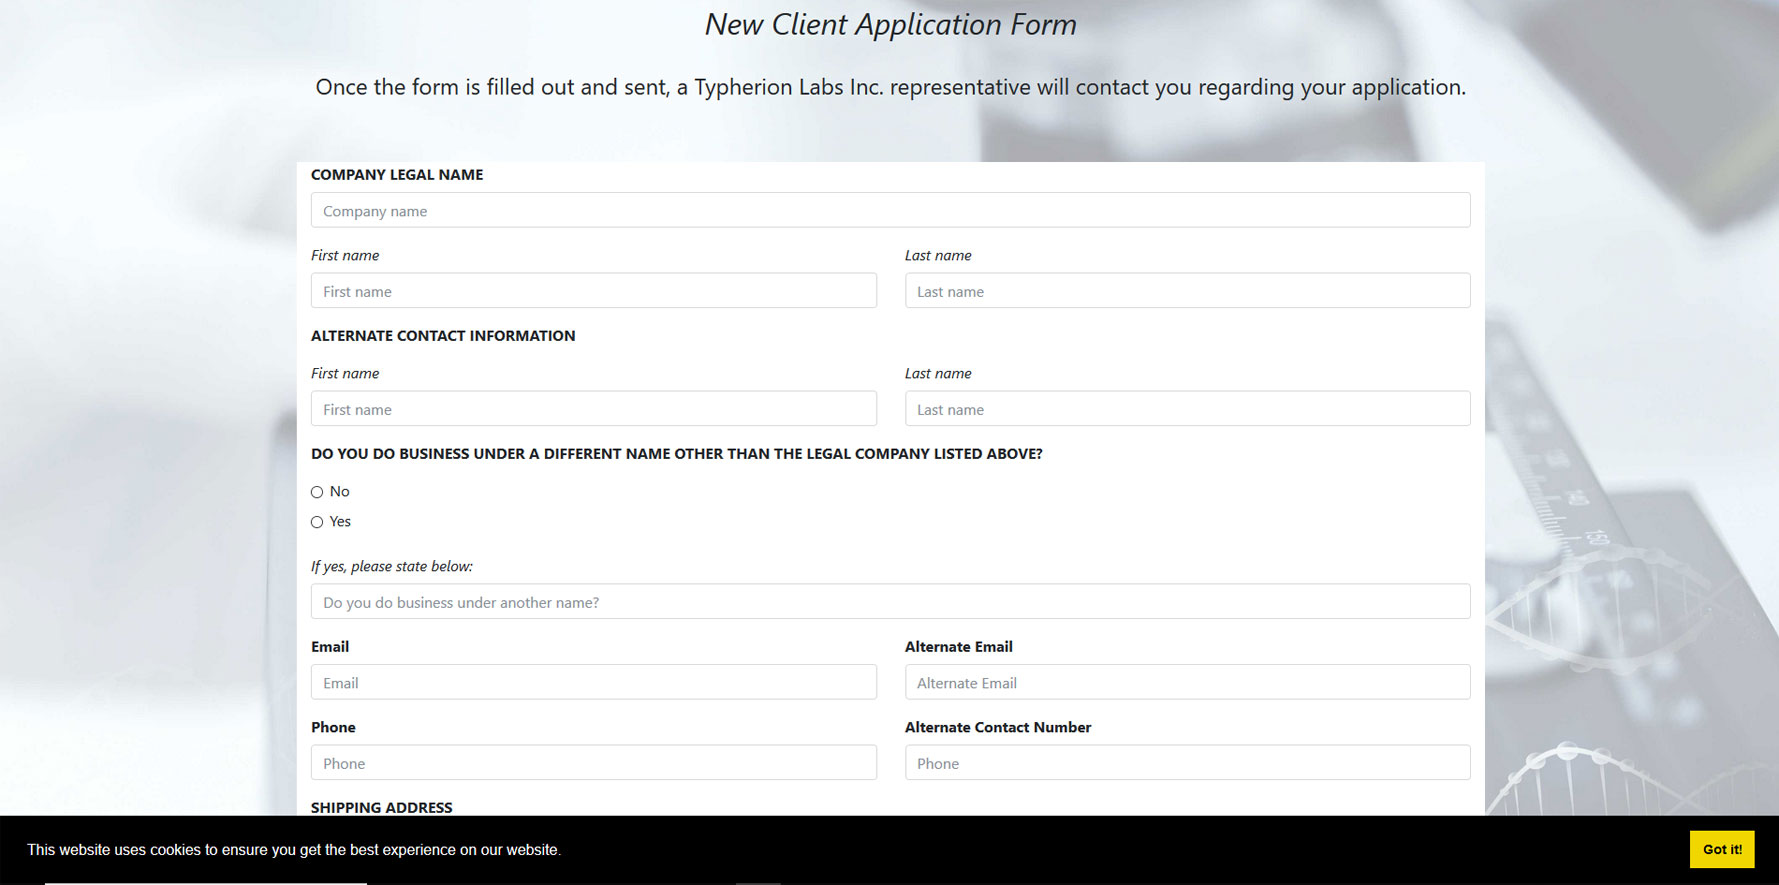 New Client Application Form
Once the form is filled out and sent, a Typherion Labs Inc. representative will contact you regarding your application.
COMPANY LEGAL NAME
Company name
First name Last name
First name Last name
ALTERNATE CONTACT INFORMATION
First name Last name
First name Last name
DO YOU DO BUSINESS UNDER A DIFFERENT NAME OTHER THAN THE LEGAL COMPANY LISTED ABOVE?
No
Yes
If yes, please state below:
Do you do business under another name?
Email Alternate Email
Email Alternate Email
Phone Alternate Contact Number
Phone Phone
SHIPPING ADDRESS
This website uses cookies to ensure you get the best experience on our website. Got it!
140
150